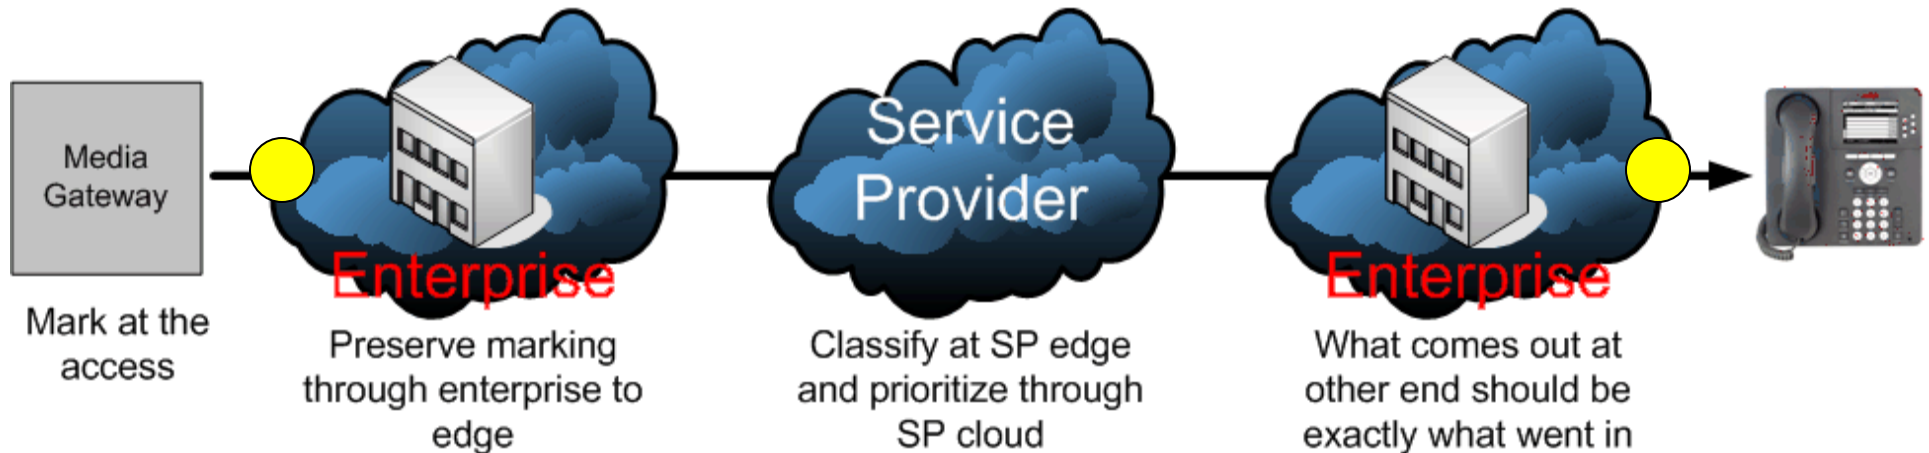 Media
Gateway
Mark at the
access
Enterprise
Preserve marking
through enterprise to
edge
Service
Provider
Classify at SP edge
and prioritize through
SP cloud
Enterprise
What comes out at
other end should be
exactly what went in